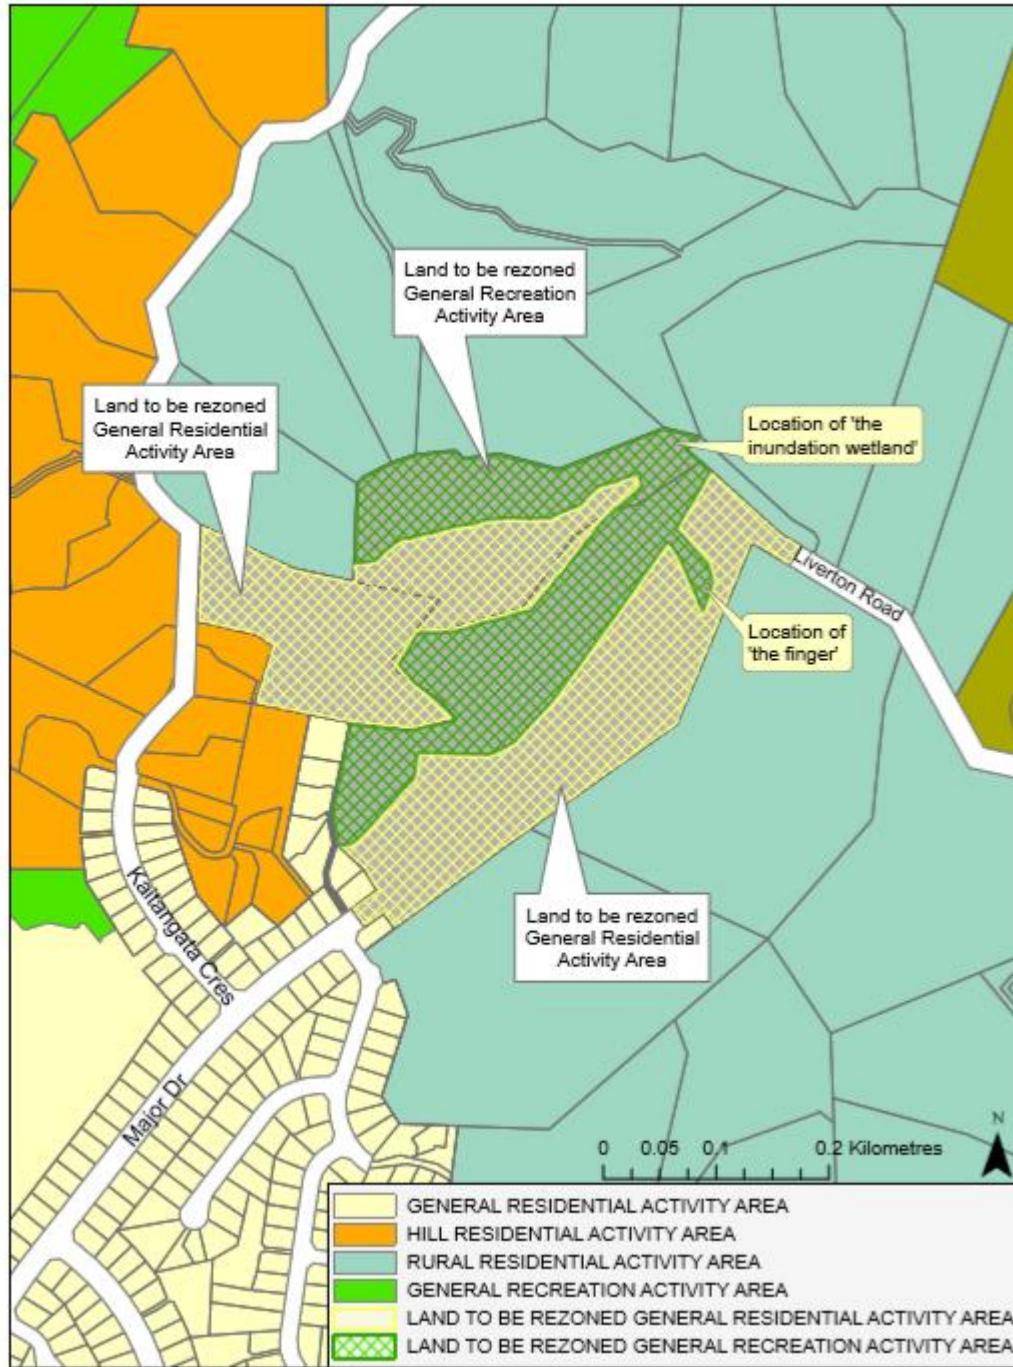 Land to be rezoned
General Recreation
Activity Area
Land to be rezoned
General Residential
Activity Area
Location of 'the
inundation wetland'
Liverton Road
Location of
'the finger'
Land to be rezoned
General Residential
Activity Area
Kaitangata Cres
Major Dr
N
0 0.05 0.1 0.2 Kilometres
GENERAL RESIDENTIAL ACTIVITY AREA
HILL RESIDENTIAL ACTIVITY AREA
RURAL RESIDENTIAL ACTIVITY AREA
GENERAL RECREATION ACTIVITY AREA
LAND TO BE REZONED GENERAL RESIDENTIAL ACTIVITY AREA
LAND TO BE REZONED GENERAL RECREATION ACTIVITY AREA